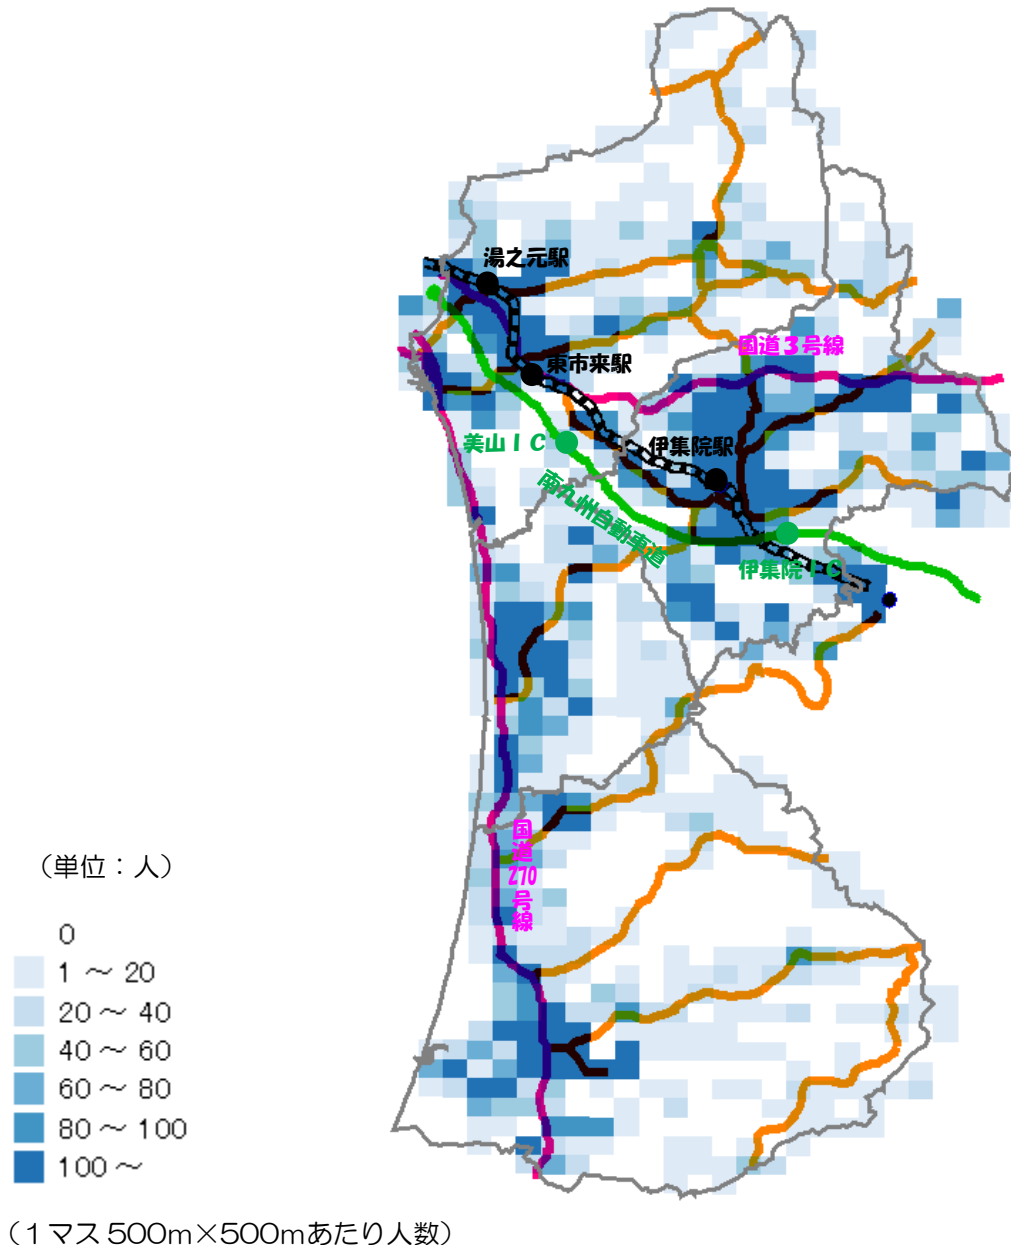 湯之元駅
国道３号線
東市来駅
美山ＩＣ
伊集院駅
南九州自動車道
伊集院ＩＣ
国道270号線
（単位：人）
0
1 ～ 20
20 ～ 40
40 ～ 60
60 ～ 80
80 ～ 100
100 ～
（１マス500m×500mあたり人数）